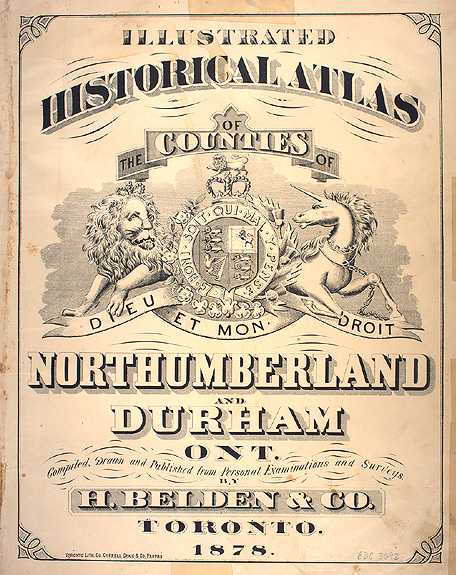 ILLUSTRATED
HISTORICAL ATLAS
OF
THE COUNTIES OF
HONI SOIT QUI MAL Y PENSE
DIEU ET MON DROIT
NORTHUMBERLAND
AND
DURHAM
ONT.
Compiled, Drawn and Published from Personal Examinations and Surveys
BY
H. BELDEN & CO.
TORONTO.
1878.